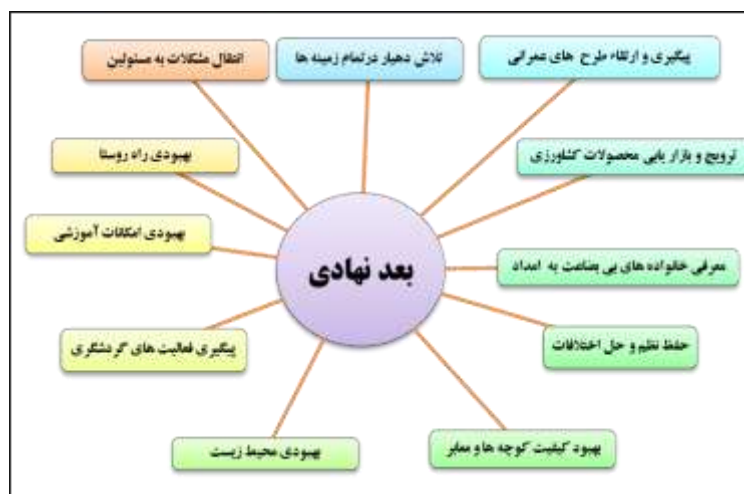 پیگیری و ارتقاء طرح های عمرانی
تلاش دهیار درتمام زمینه ها
انتقال مشکلات به مسئولین
ترویج و بازار یابی محصولات کشاورزی
بهبودی راه روستا
بهبودی امکانات آموزشی
معرفی خانواده های بی بضاعت به امداد
بعد نهادی
حفظ نظم و حل اختلافات
پیگیری فعالیت های گردشگری
بهبود کیفیت کوچه ها و معابر
بهبودی محیط زیست